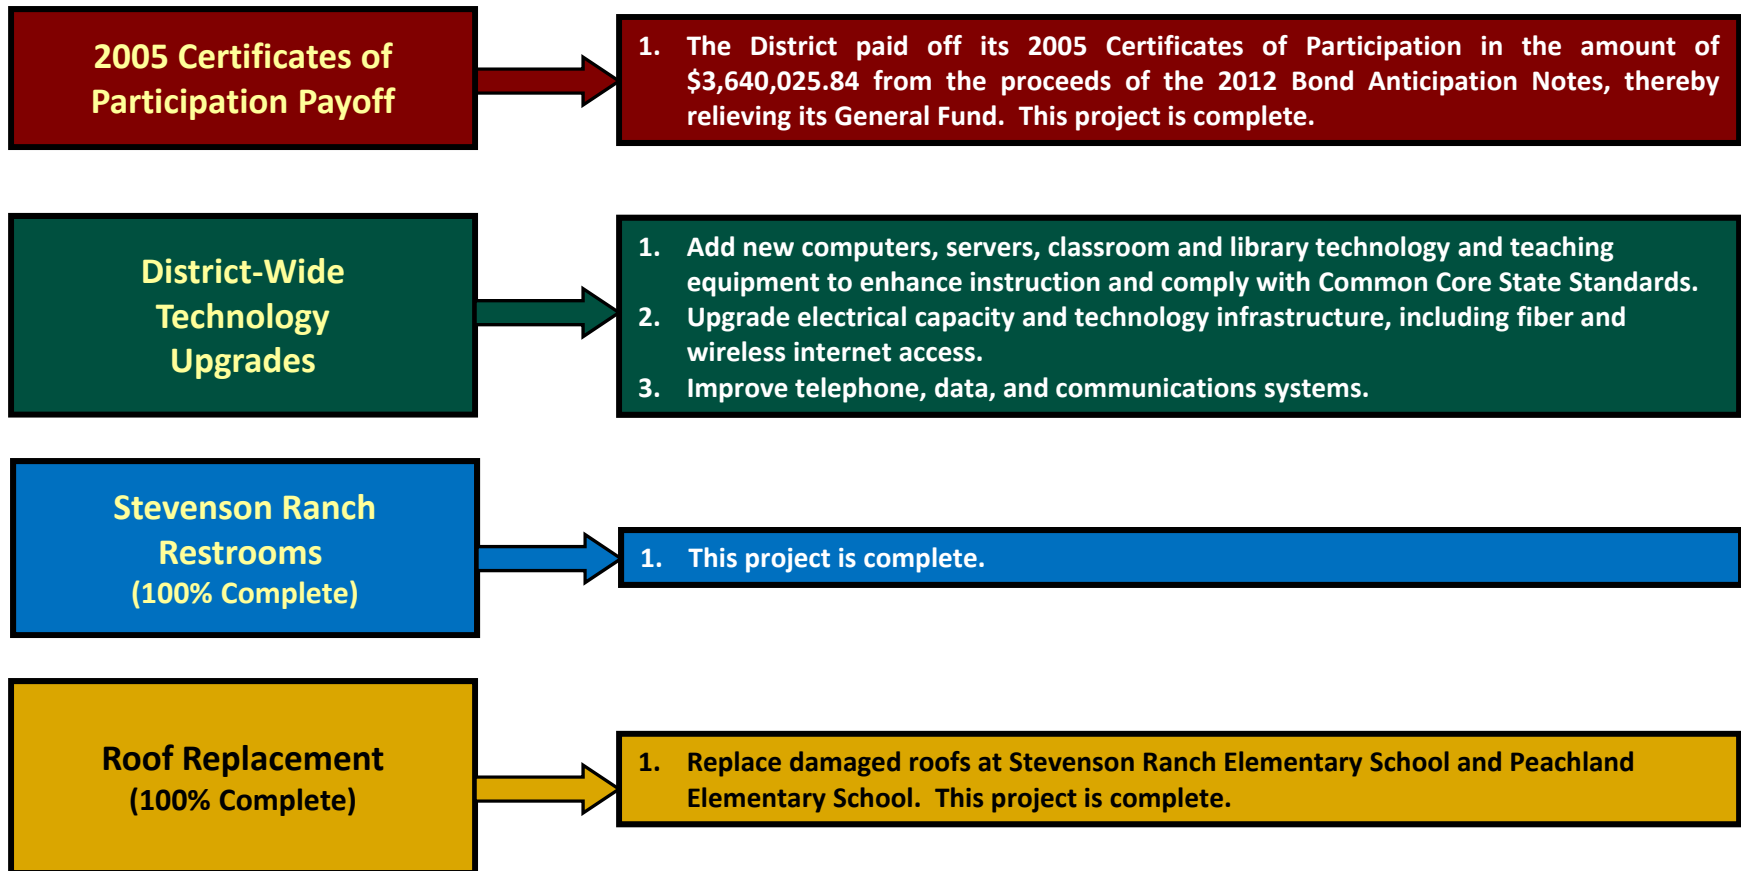 2005 Certificates of
Participation Payoff
1. The District paid off its 2005 Certificates of Participation in the amount of
$3,640,025.84 from the proceeds of the 2012 Bond Anticipation Notes, thereby
relieving its General Fund. This project is complete.
District-Wide
Technology
Upgrades
1. Add new computers, servers, classroom and library technology and teaching
equipment to enhance instruction and comply with Common Core State Standards.
2. Upgrade electrical capacity and technology infrastructure, including fiber and
wireless internet access.
3. Improve telephone, data, and communications systems.
Stevenson Ranch
Restrooms
(100% Complete)
1. This project is complete.
Roof Replacement
(100% Complete)
1. Replace damaged roofs at Stevenson Ranch Elementary School and Peachland
Elementary School. This project is complete.